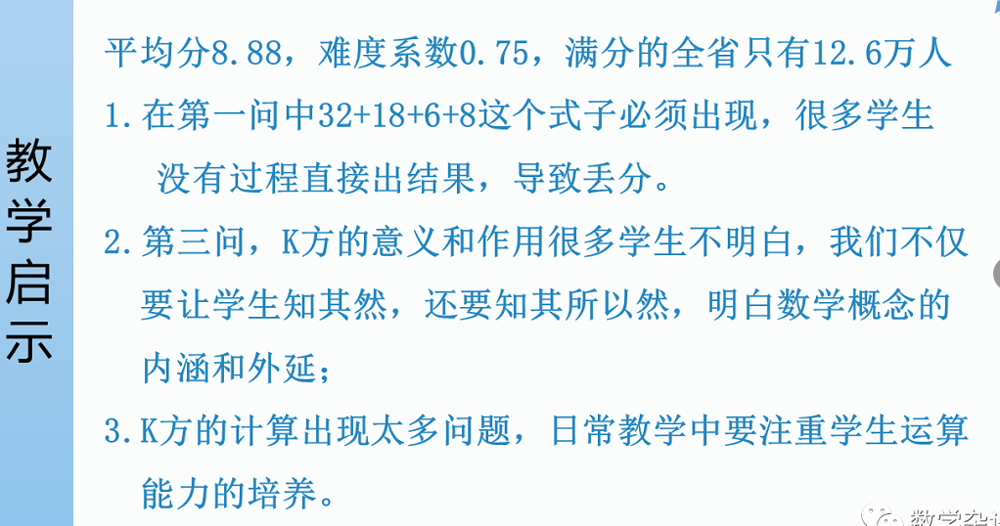 教学启示
平均分8.88，难度系数0.75，满分的全省只有12.6万人
1.在第一问中32+18+6+8这个式子必须出现，很多学生
没有过程直接出结果，导致丢分。
2.第三问，K方的意义和作用很多学生不明白，我们不仅
要让学生知其然，还要知其所以然，明白数学概念的
内涵和外延；
3.K方的计算出现太多问题，日常教学中要注重学生运算
能力的培养。
数学杂